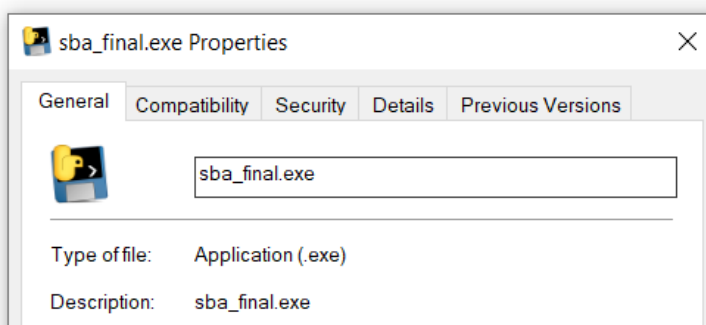 sba_final.exe Properties
General Compatibility Security Details Previous Versions
sba_final.exe
Type of file: Application (.exe)
Description: sba_final.exe